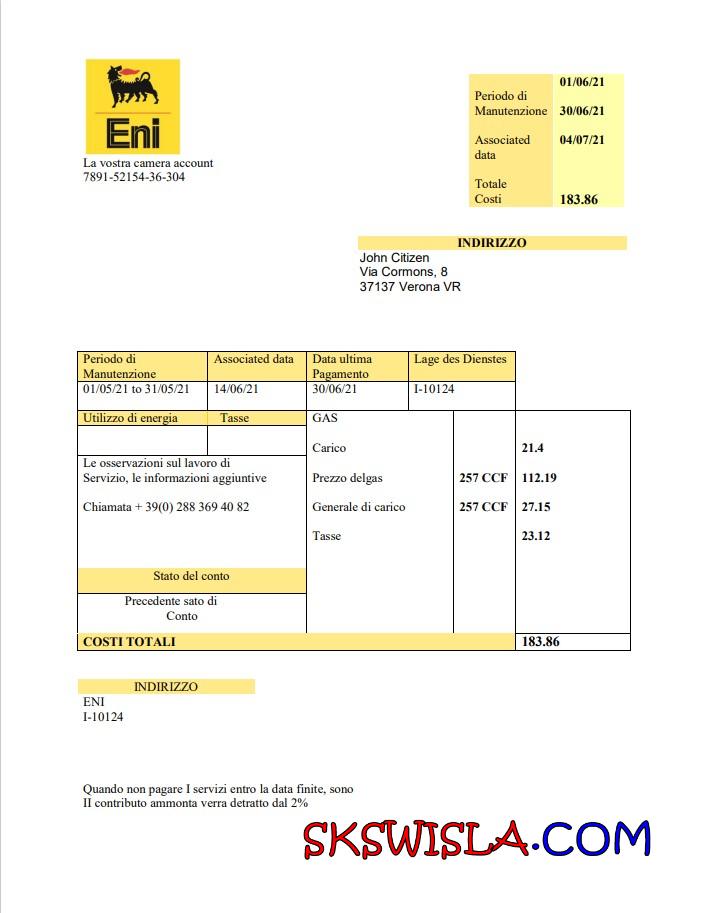 Eni
La vostra camera account
7891-52154-36-304
01/06/21
Periodo di
Manutenzione 30/06/21
Associated 04/07/21
data
Totale
Costi 183.86
INDIRIZZO
John Citizen
Via Cormons, 8
37137 Verona VR
Periodo di Manutenzione Associated data Data ultima Pagamento Lage des Dienstes
01/05/21 to 31/05/21 14/06/21 30/06/21 I-10124
Utilizzo di energia Tasse GAS
Carico 21.4
Le osservazioni sul lavoro di
Servizio, le informazioni aggiuntive Prezzo delgas 257 CCF 112.19
Chiamata + 39(0) 288 369 40 82 Generale di carico 257 CCF 27.15
Tasse 23.12
Stato del conto
Precedente sato di
Conto
COSTI TOTALI 183.86
INDIRIZZO
ENI
I-10124
Quando non pagare I servizi entro la data finite, sono
II contributo ammonta verra detratto dal 2%
SKSWISLA.COM